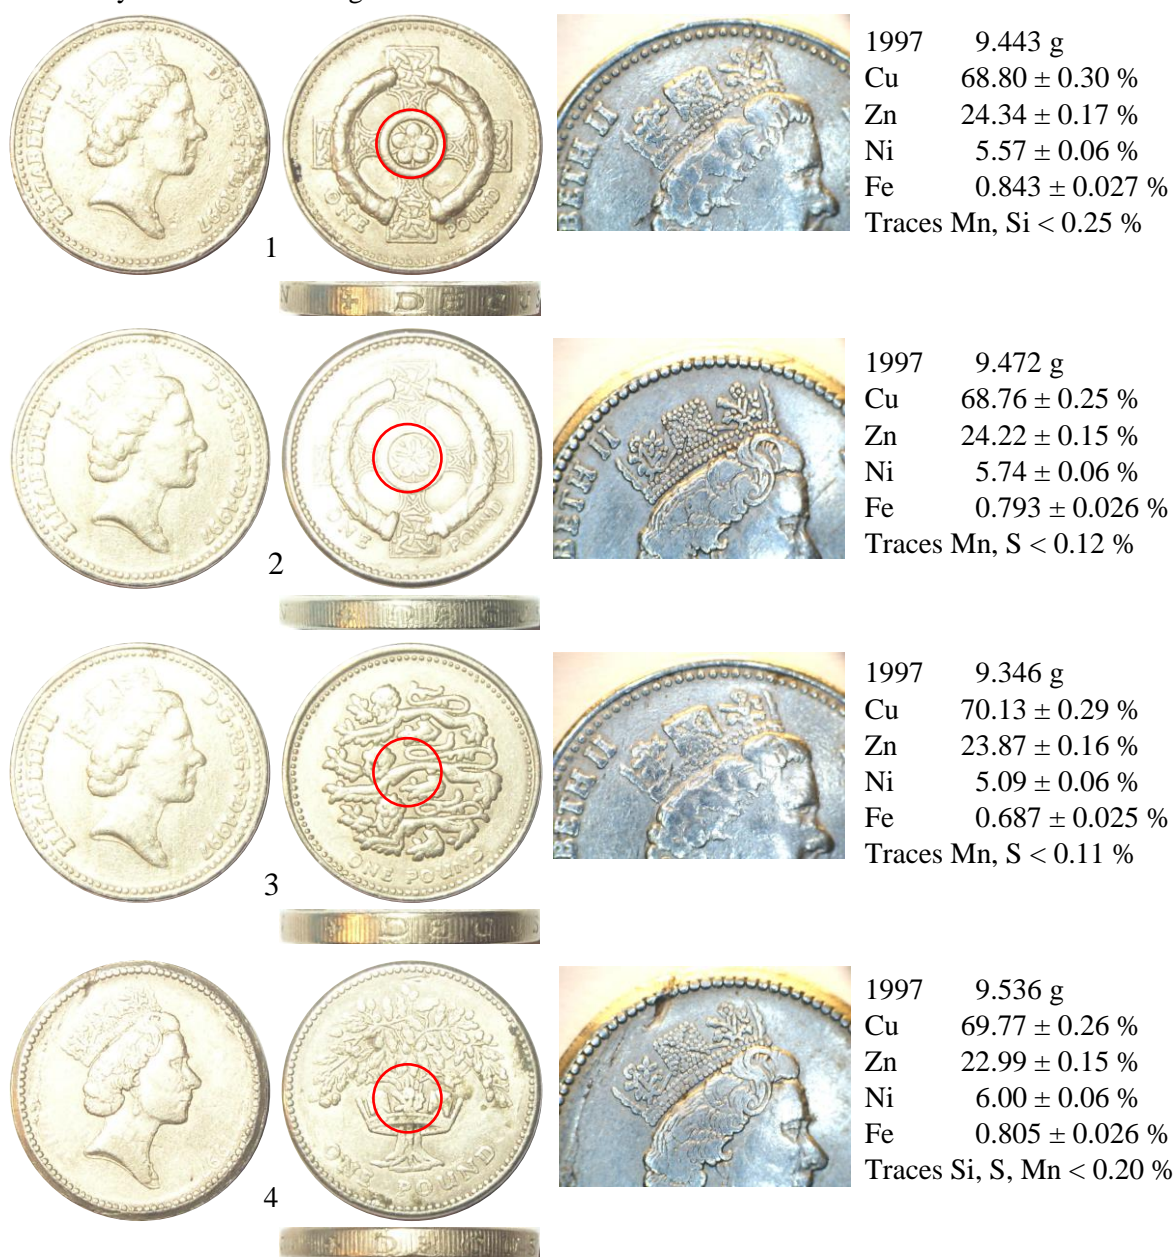 1997 9.443 g
Cu 68.80 ± 0.30 %
Zn 24.34 ± 0.17 %
Ni 5.57 ± 0.06 %
Fe 0.843 ± 0.027 %
Traces Mn, Si < 0.25 %
ELIZABETH II D·G·REG·F·D·1997
ONE POUND
BETH II
1
N + DECUS
1997 9.472 g
Cu 68.76 ± 0.25 %
Zn 24.22 ± 0.15 %
Ni 5.74 ± 0.06 %
Fe 0.793 ± 0.026 %
Traces Mn, S < 0.12 %
ELIZABETH II D·G·REG·F·D·1997
ONE POUND
BETH II
2
1997 9.346 g
Cu 70.13 ± 0.29 %
Zn 23.87 ± 0.16 %
Ni 5.09 ± 0.06 %
Fe 0.687 ± 0.025 %
Traces Mn, S < 0.11 %
ELIZABETH II D·G·REG·F·D·1997
ONE POUND
BETH II
3
1997 9.536 g
Cu 69.77 ± 0.26 %
Zn 22.99 ± 0.15 %
Ni 6.00 ± 0.06 %
Fe 0.805 ± 0.026 %
Traces Si, S, Mn < 0.20 %
ONE POUND
4